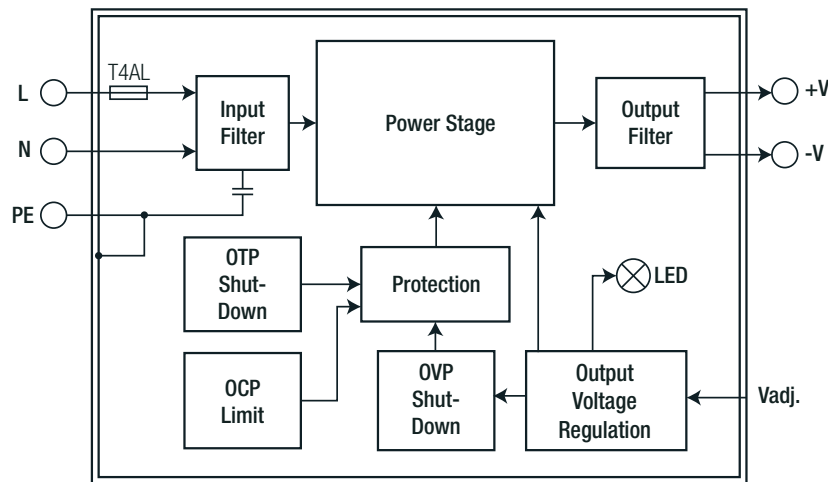 T4AL
L
Input
Filter
Power Stage
Output
Filter
+V
N
-V
PE
OTP
Shut-
Down
Protection
LED
OCP
Limit
OVP
Shut-
Down
Output
Voltage
Regulation
Vadj.